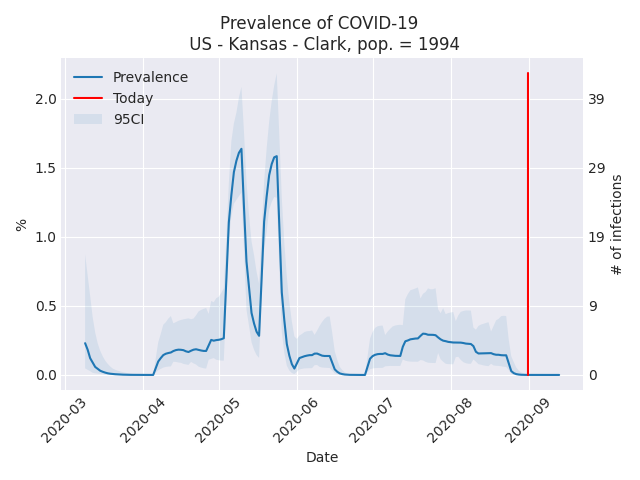 Prevalence of COVID-19
US - Kansas - Clark, pop. = 1994
Prevalence
Today
95CI
2.0
1.5
1.0
0.5
0.0
%
39
29
19
9
0
# of infections
2020-03
2020-04
2020-05
2020-06
2020-07
2020-08
2020-09
Date